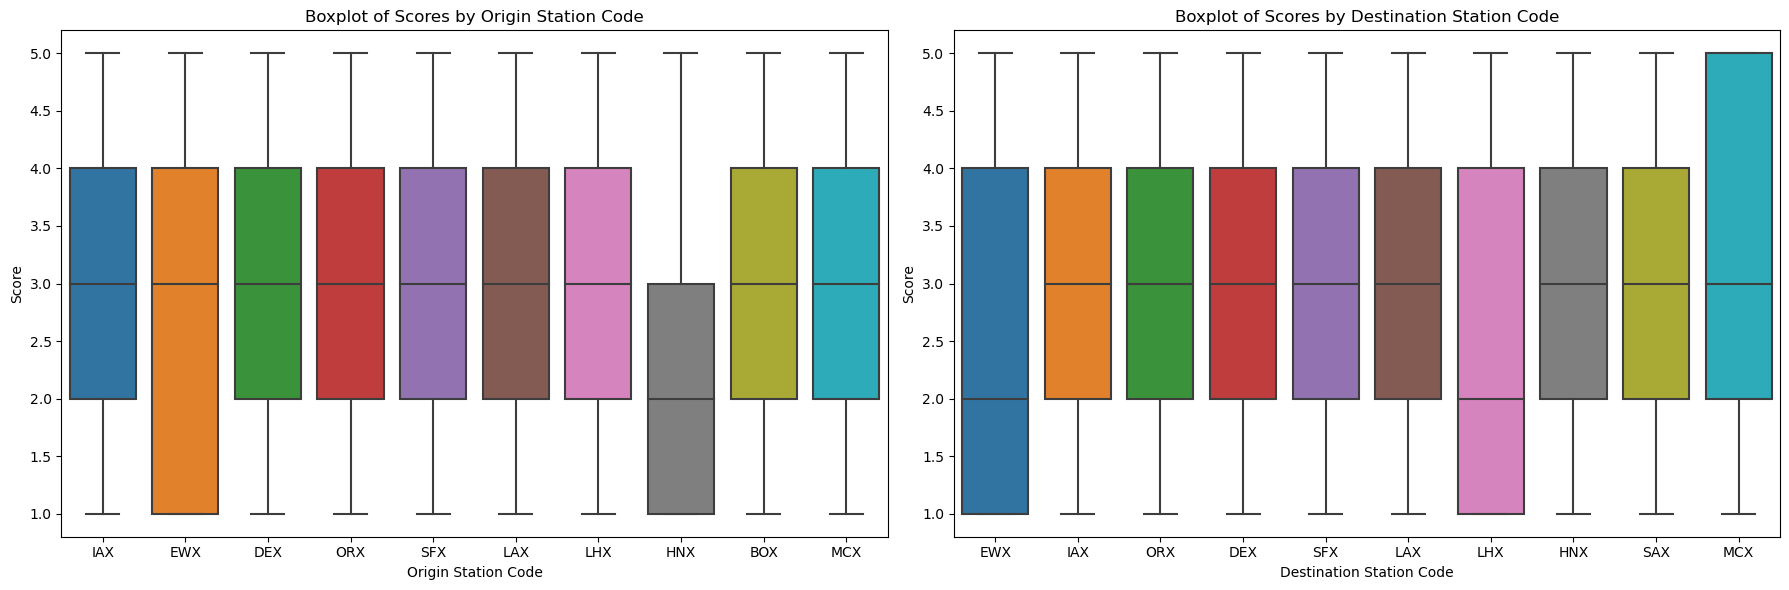 Boxplot of Scores by Origin Station Code
Score
5.0
4.5
4.0
3.5
3.0
2.5
2.0
1.5
1.0
IAX EWX DEX ORX SFX LAX LHX HNX BOX MCX
Origin Station Code
Boxplot of Scores by Destination Station Code
Score
5.0
4.5
4.0
3.5
3.0
2.5
2.0
1.5
1.0
EWX IAX ORX DEX SFX LAX LHX HNX SAX MCX
Destination Station Code